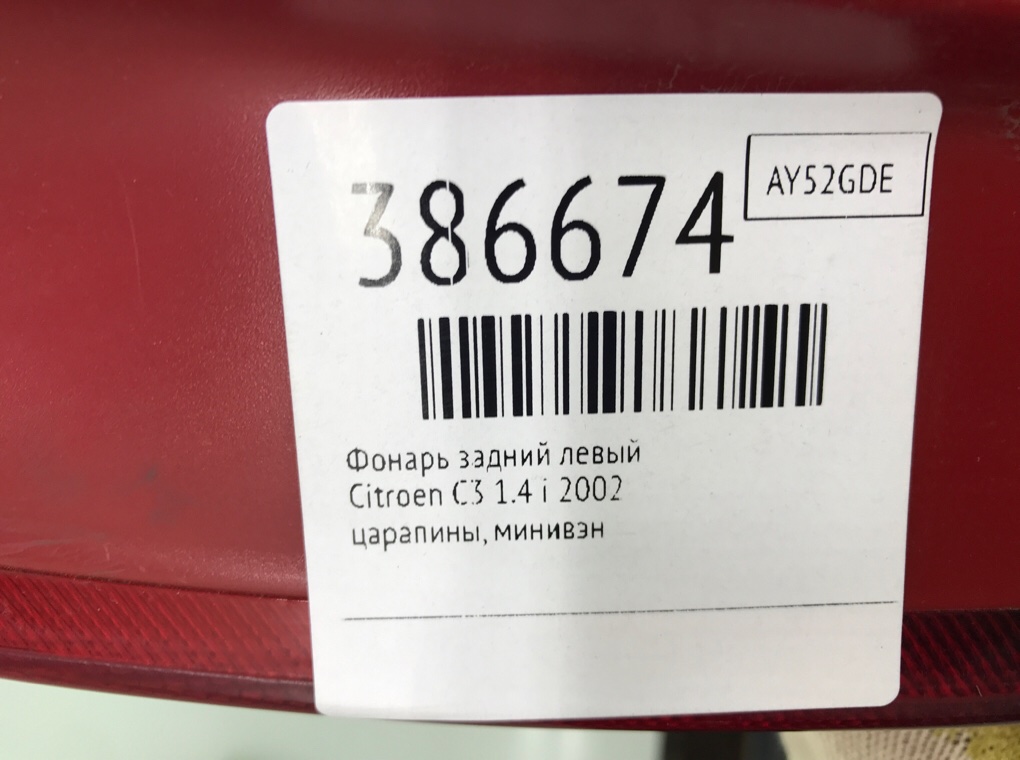 386674
AY52GDE
Фонарь задний левый
Citroen C3 1.4 i 2002
царапины, минивэн